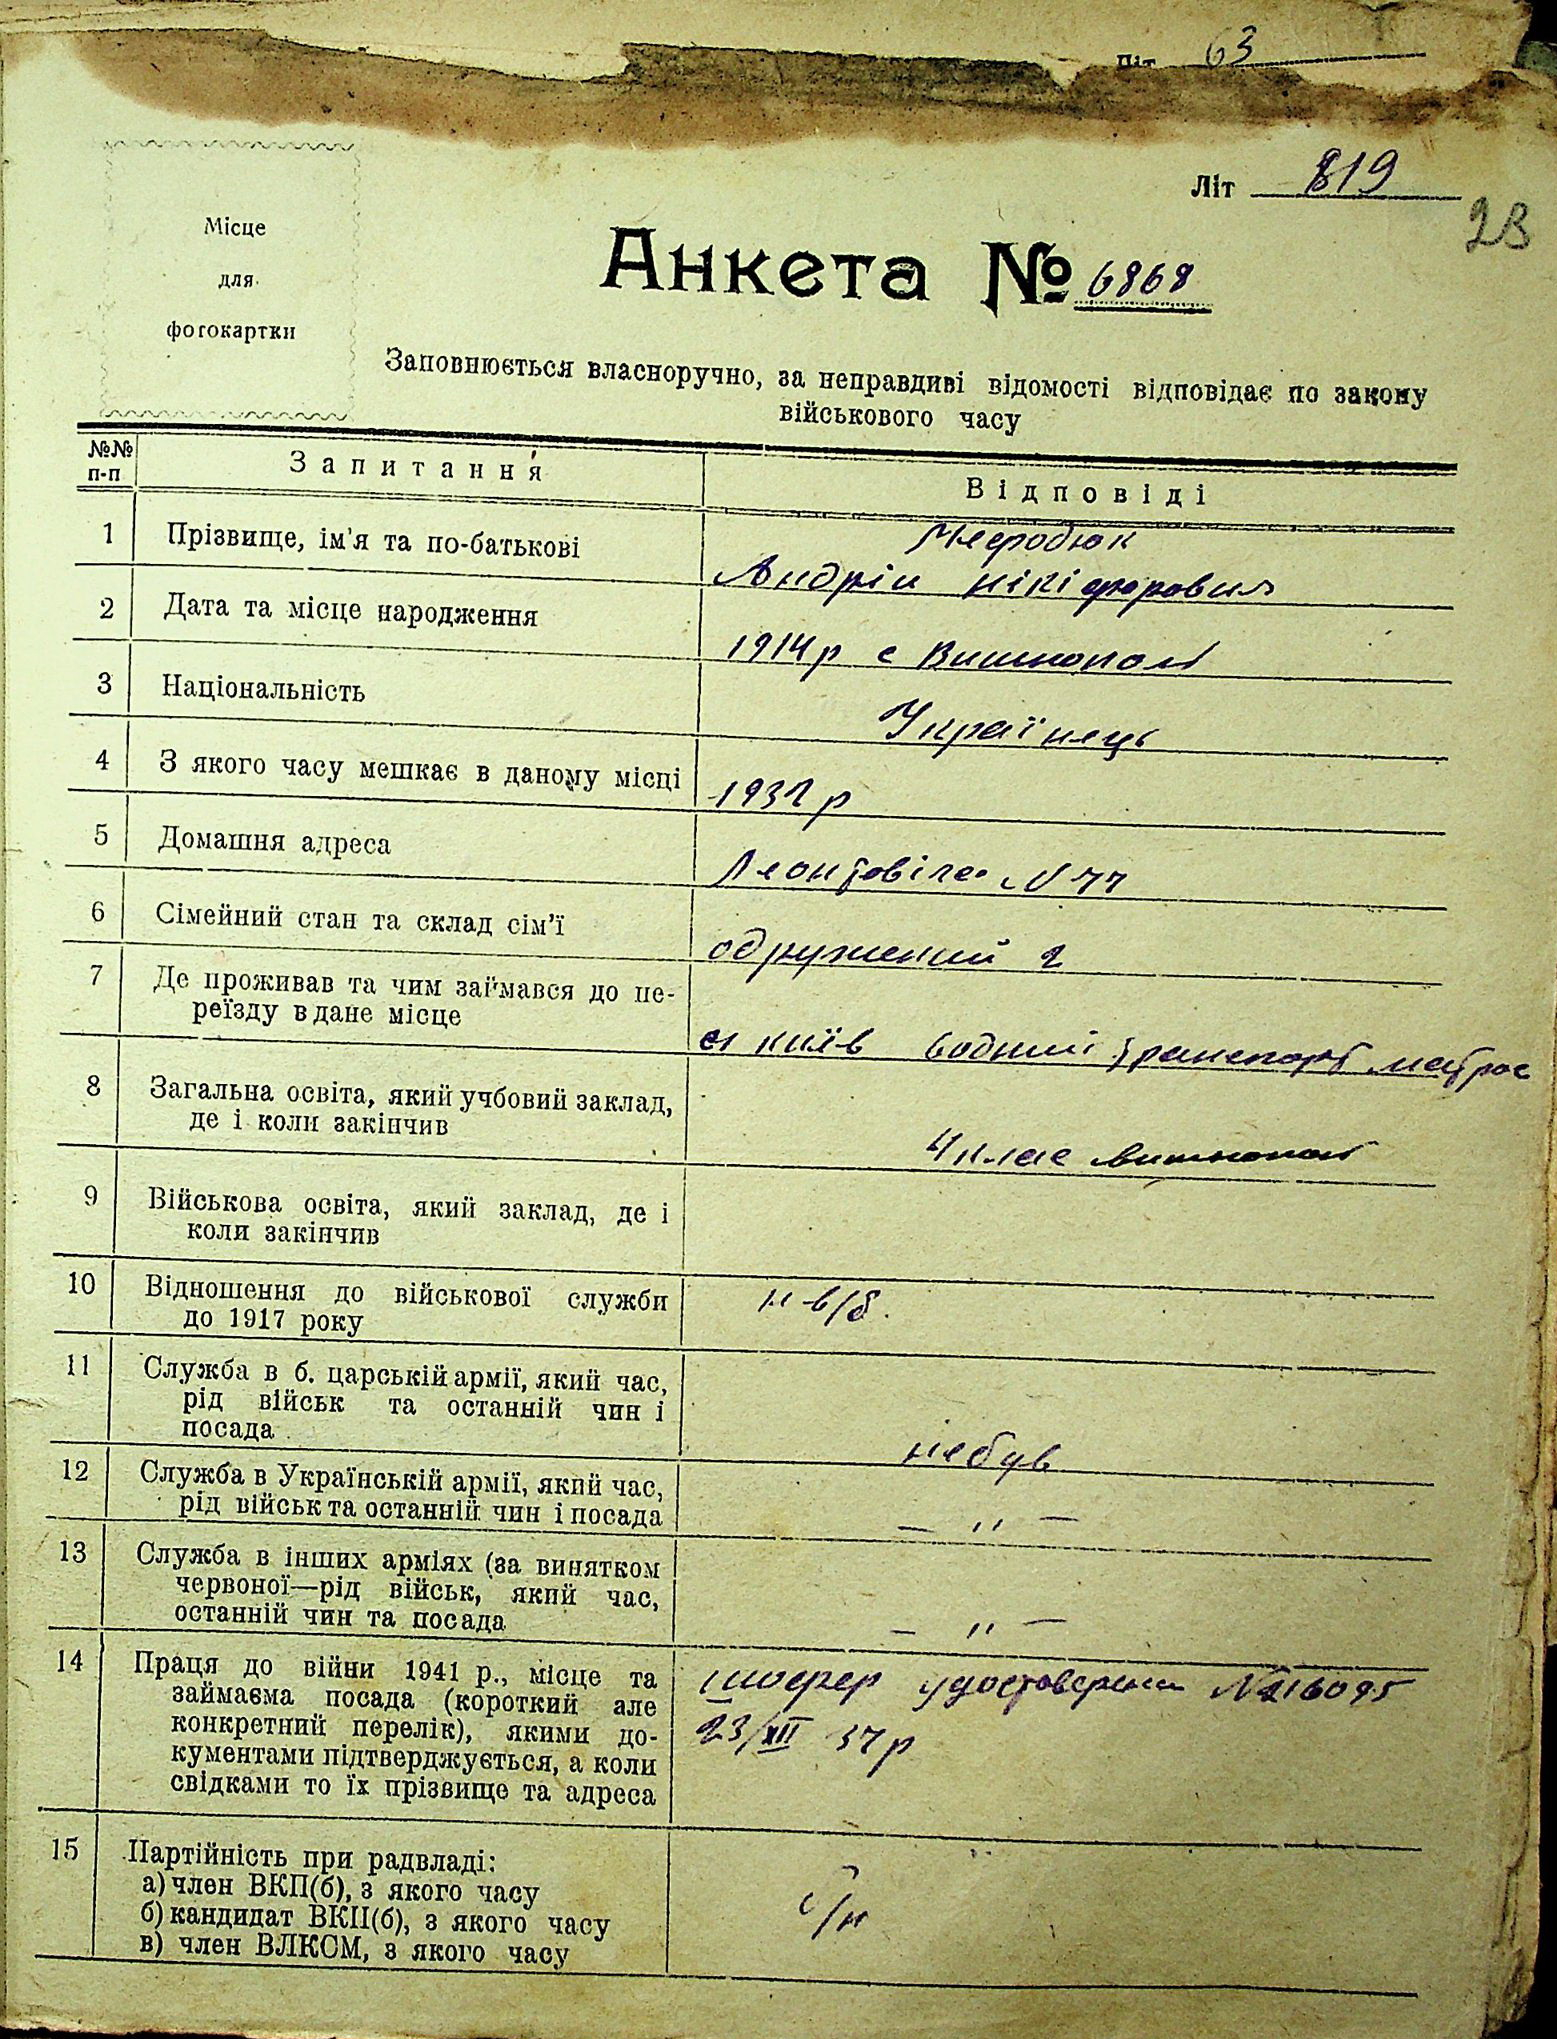 Літ 63
Літ 819
23
Місце
для
фотокартки
Анкета № 6868
Заповнюється власноручно, за неправдиві відомості відповідає по закону
військового часу
№№
п-п
Запитання
Відповіді
1 Прізвище, ім'я та по-батькові
Мефодюк
Андрій нікіфорович
2 Дата та місце народження
1914 р с Вишнополь
3 Національність
Українець
4 З якого часу мешкає в даному місці
5 Домашня адреса
N 77
6 Сімейний стан та склад сім'ї
одружений 2
7 Де проживав та чим займався до пе-
реїзду в дане місце
м київ водний транспорт матрос
8 Загальна освіта, який учбовий заклад,
де і коли закінчив
4 клас Вишнополь
9 Військова освіта, який заклад, де і
коли закінчив
10 Відношення до військової служби
до 1917 року
н-в/б.
11 Служба в б. царській армії, який час,
рід військ та останній чин і
посада
небув
12 Служба в Українській армії, який час,
рід військ та останній чин і посада
— " —
13 Служба в інших арміях (за винятком
червоної—рід військ, який час,
останній чин та посада
— " —
14 Праця до війни 1941 р., місце та
займаєма посада (короткий але
конкретний перелік), якими до-
кументами підтверджується, а коли
свідками то їх прізвище та адреса
шофер N 216095
23/XII 37 р
15 Партійність при радвладі:
а) член ВКП(б), з якого часу
б) кандидат ВКП(б), з якого часу
в) член ВЛКСМ, з якого часу
б/н